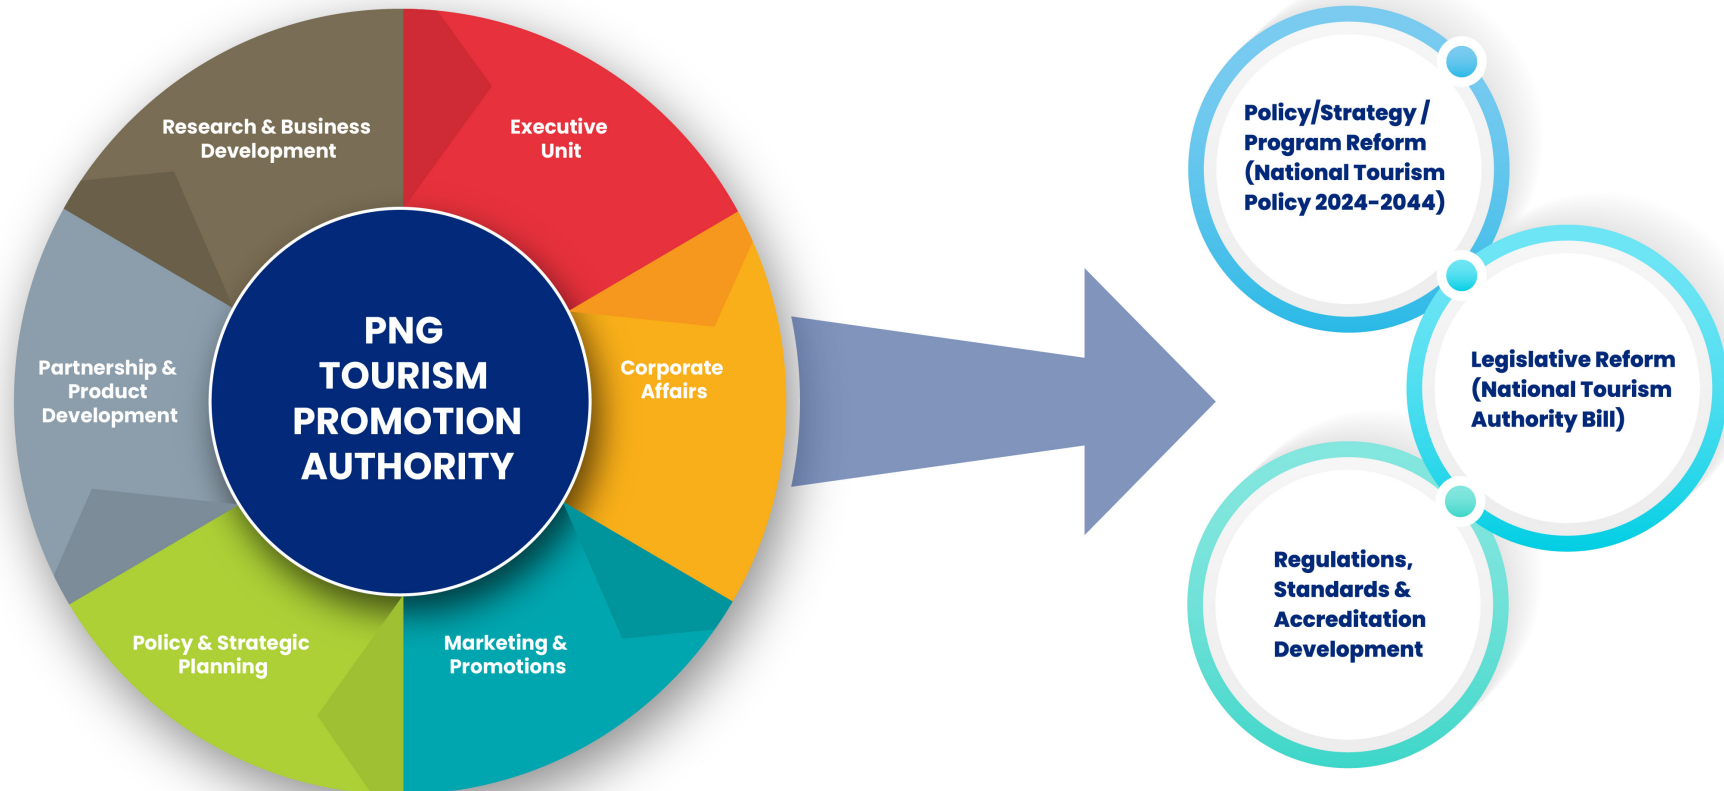 Research & Business
Development
Executive
Unit
Partnership &
Product
Development
PNG
TOURISM
PROMOTION
AUTHORITY
Corporate
Affairs
Policy & Strategic
Planning
Marketing &
Promotions
Policy/Strategy /
Program Reform
(National Tourism
Policy 2024-2044)
Legislative Reform
(National Tourism
Authority Bill)
Regulations,
Standards &
Accreditation
Development